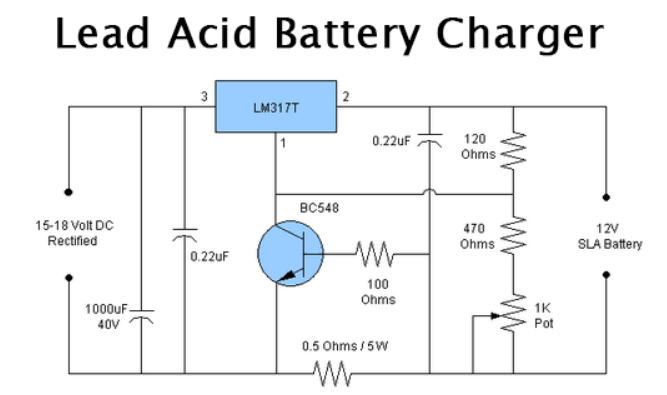 Lead Acid Battery Charger
3
LM317T
2
1
0.22uF
120
Ohms
BC548
15-18 Volt DC
Rectified
0.22uF
470
Ohms
12V
SLA Battery
100
Ohms
1000uF
40V
1K
Pot
0.5 Ohms / 5W